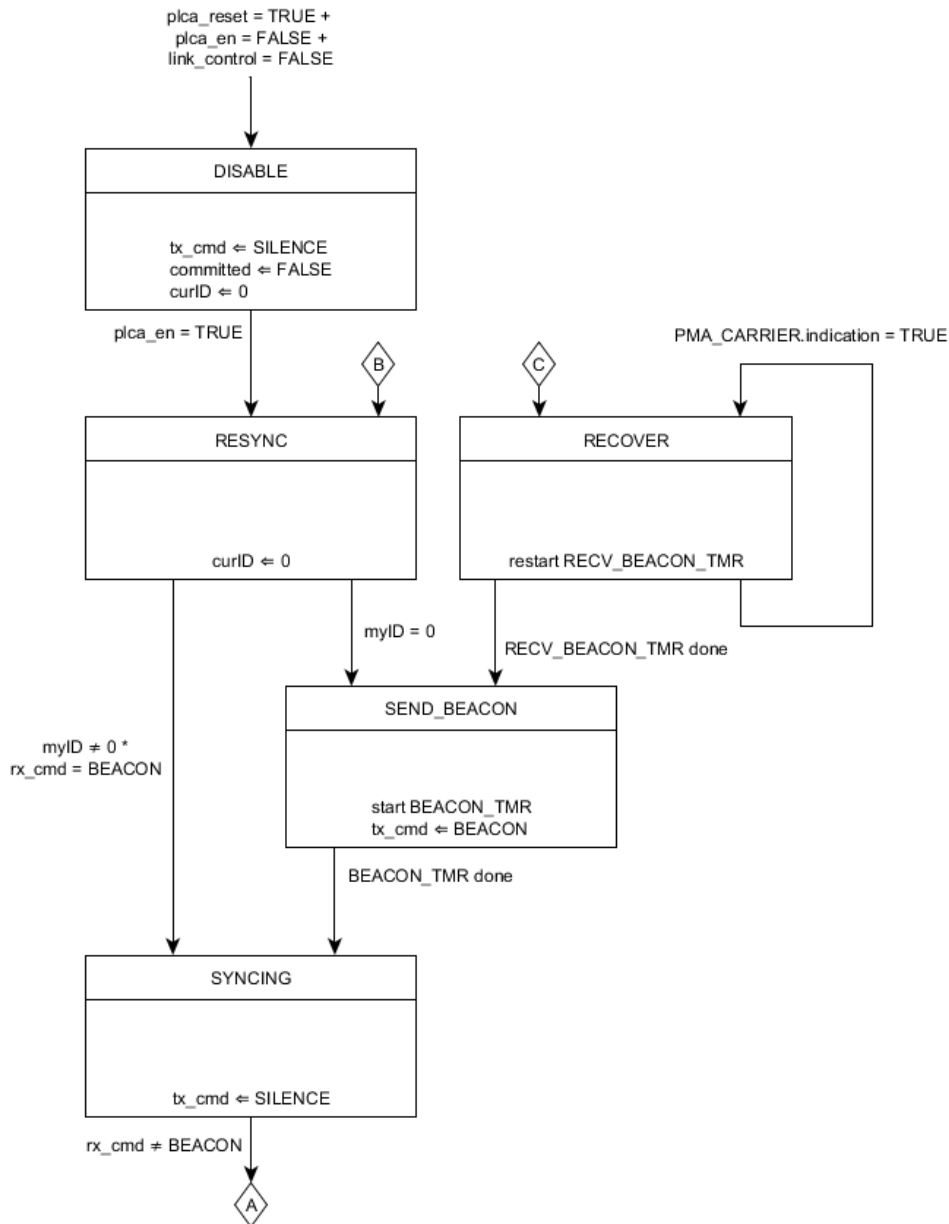 plca_reset = TRUE +
plca_en = FALSE +
link_control = FALSE
DISABLE
tx_cmd ⇐ SILENCE
committed ⇐ FALSE
curID ⇐ 0
plca_en = TRUE
PMA_CARRIER.indication = TRUE
B
C
RESYNC
RECOVER
curID ⇐ 0
restart RECV_BEACON_TMR
myID = 0
RECV_BEACON_TMR done
SEND_BEACON
myID ≠ 0 *
rx_cmd = BEACON
start BEACON_TMR
tx_cmd ⇐ BEACON
BEACON_TMR done
SYNCING
tx_cmd ⇐ SILENCE
rx_cmd ≠ BEACON
A